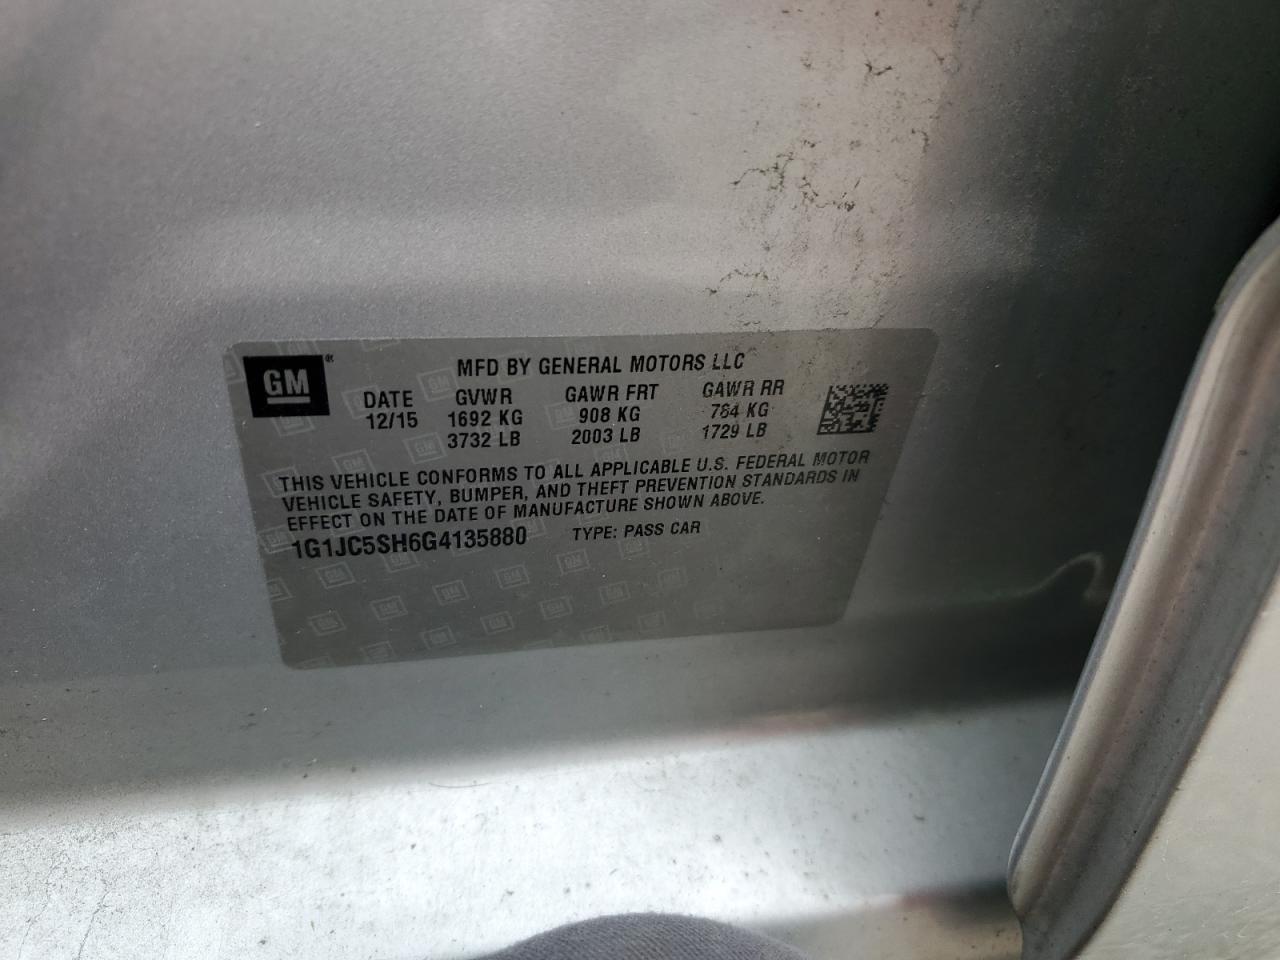 GM®
MFD BY GENERAL MOTORS LLC
DATE GVWR GAWR FRT GAWR RR
12/15 1692 KG 908 KG 784 KG
3732 LB 2003 LB 1729 LB
THIS VEHICLE CONFORMS TO ALL APPLICABLE U.S. FEDERAL MOTOR
VEHICLE SAFETY, BUMPER, AND THEFT PREVENTION STANDARDS IN
EFFECT ON THE DATE OF MANUFACTURE SHOWN ABOVE.
1G1JC5SH6G4135880 TYPE: PASS CAR